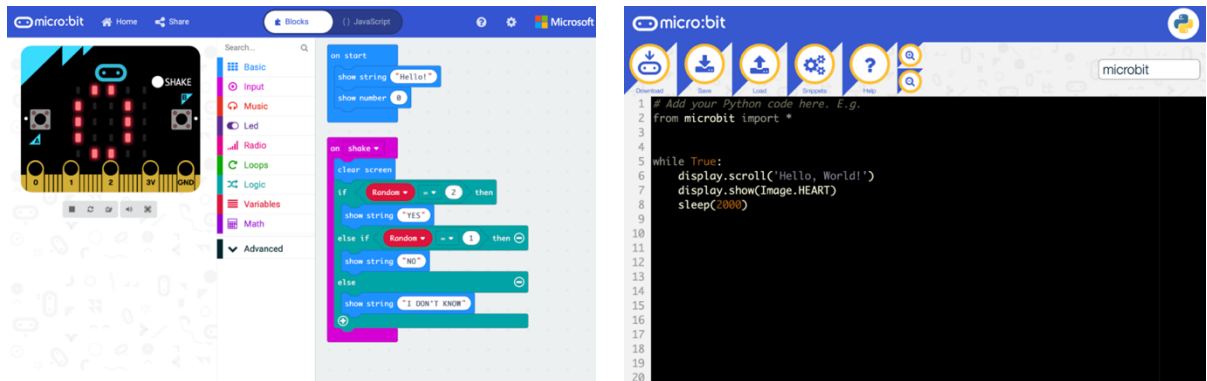 micro:bit Home Share Blocks {} JavaScript Microsoft
Search...
Basic
Input
Music
Led
Radio
Loops
Logic
Variables
Math
Advanced
SHAKE
B
A
0 1 2 3V GND
on start
show string "Hello!"
show number 0
on shake
clear screen
if Random = 2 then
show string "YES"
else if Random = 1 then
show string "NO"
else
show string "I DON'T KNOW"
micro:bit
Download Save Load Snippets Help
microbit
1 # Add your Python code here. E.g.
2 from microbit import *
3
4
5 while True:
6 display.scroll('Hello, World!')
7 display.show(Image.HEART)
8 sleep(2000)
9
10
11
12
13
14
15
16
17
18
19
20